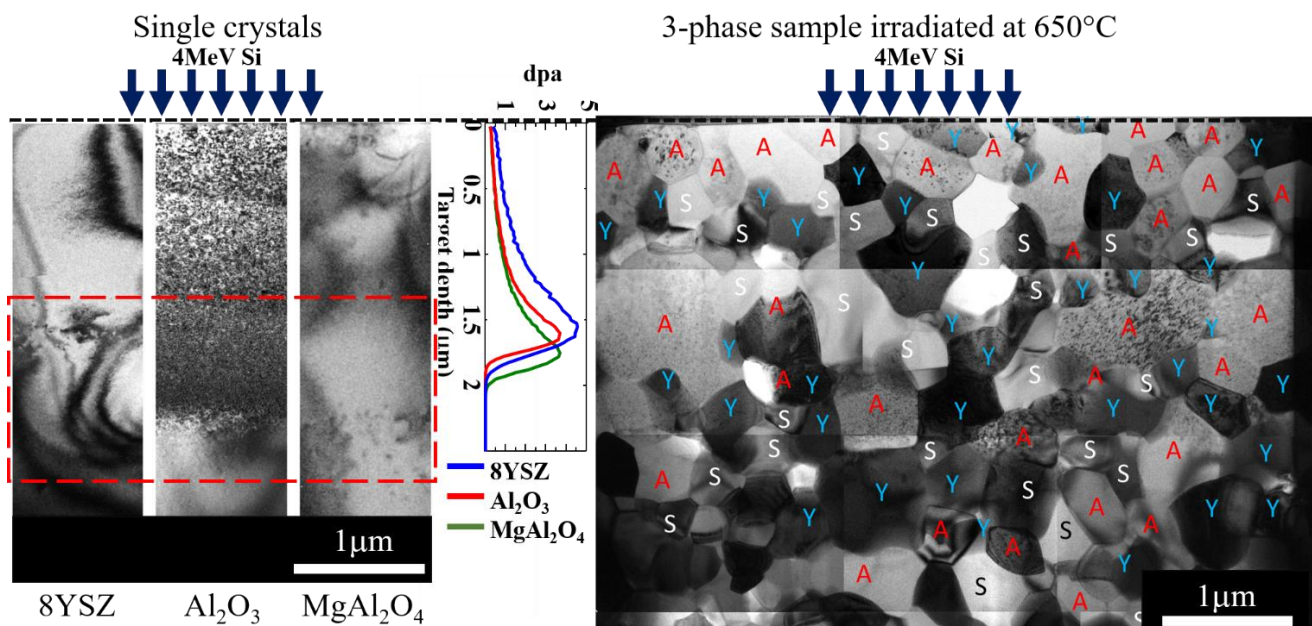 Single crystals
4MeV Si
dpa
1
3
5
0
0.5
1
1.5
2
Target depth (μm)
8YSZ
Al₂O₃
MgAl₂O₄
1μm
8YSZ
Al₂O₃
MgAl₂O₄
3-phase sample irradiated at 650°C
4MeV Si
A A A A S Y Y A Y A A Y
A Y S Y S A Y S A A S A
S Y S Y S A S A S Y
S A S Y Y A Y A
Y A Y A Y S A Y S Y Y
S S A S S A
A S S Y Y S S A Y Y Y
S Y A Y A A Y
A S S A S
1μm